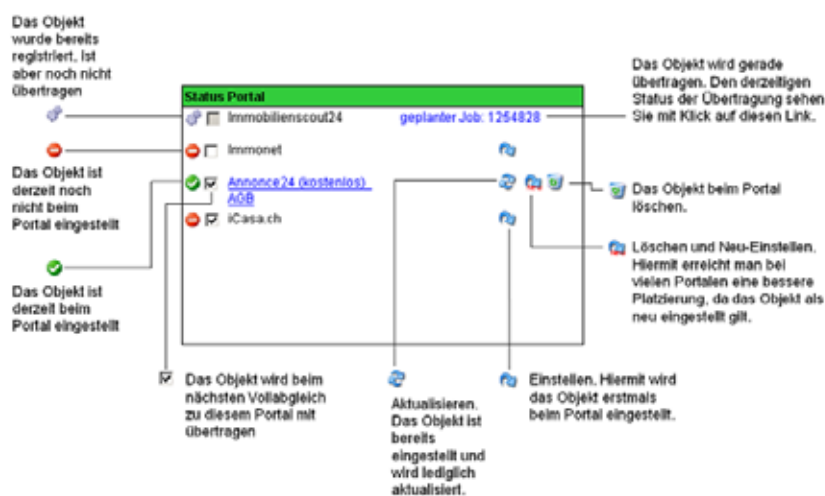 Das Objekt
wurde bereits
registriert, ist
aber noch nicht
übertragen
Das Objekt ist
derzeit noch
nicht beim
Portal eingestellt
Das Objekt ist
derzeit beim
Portal eingestellt
Status Portal
Immobilienscout24
geplanter Job: 1254828
Immonet
Annonce24 (kostenlos)
AGB
iCasa.ch
Das Objekt wird gerade
übertragen. Den derzeitigen
Status der Übertragung sehen
Sie mit Klick auf diesen Link.
Das Objekt beim Portal
löschen.
Löschen und Neu-Einstellen.
Hiermit erreicht man bei
vielen Portalen eine bessere
Platzierung, da das Objekt als
neu eingestellt gilt.
Das Objekt wird beim
nächsten Vollabgleich
zu diesem Portal mit
übertragen
Aktualisieren.
Das Objekt ist
bereits
eingestellt und
wird lediglich
aktualisiert.
Einstellen. Hiermit wird
das Objekt erstmals
beim Portal eingestellt.